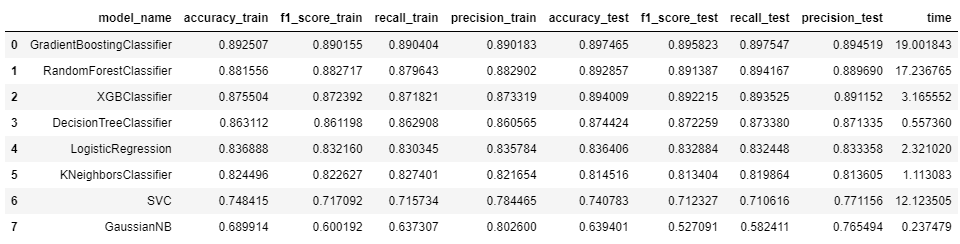 model_name accuracy_train f1_score_train recall_train precision_train accuracy_test f1_score_test recall_test precision_test time
0 GradientBoostingClassifier 0.892507 0.890155 0.890404 0.890183 0.897465 0.895823 0.897547 0.894519 19.001843
1 RandomForestClassifier 0.881556 0.882717 0.879643 0.882902 0.892857 0.891387 0.894167 0.889690 17.236765
2 XGBClassifier 0.875504 0.872392 0.871821 0.873319 0.894009 0.892215 0.893525 0.891152 3.165552
3 DecisionTreeClassifier 0.863112 0.861198 0.862908 0.860565 0.874424 0.872259 0.873380 0.871335 0.557360
4 LogisticRegression 0.836888 0.832160 0.830345 0.835784 0.836406 0.832884 0.832448 0.833358 2.321020
5 KNeighborsClassifier 0.824496 0.822627 0.827401 0.821654 0.814516 0.813404 0.819864 0.813605 1.113083
6 SVC 0.748415 0.717092 0.715734 0.784465 0.740783 0.712327 0.710616 0.771156 12.123505
7 GaussianNB 0.689914 0.600192 0.637307 0.802600 0.639401 0.527091 0.582411 0.765494 0.237479